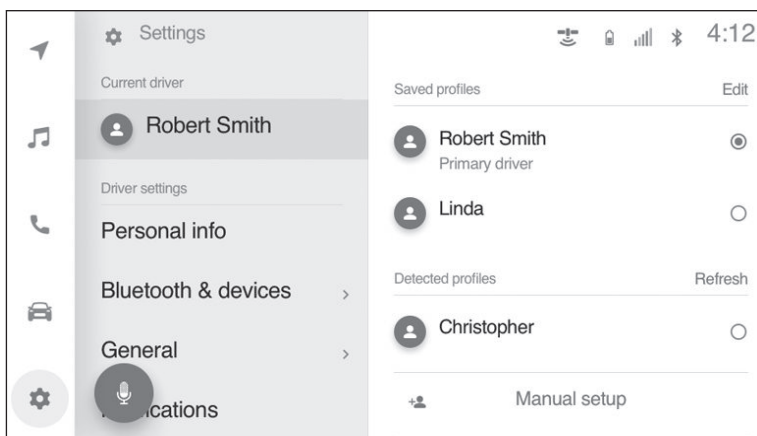 Settings
Current driver
Robert Smith
Driver settings
Personal info
Bluetooth & devices
General
ications
4:12
Saved profiles Edit
Robert Smith
Primary driver
Linda
Detected profiles Refresh
Christopher
Manual setup